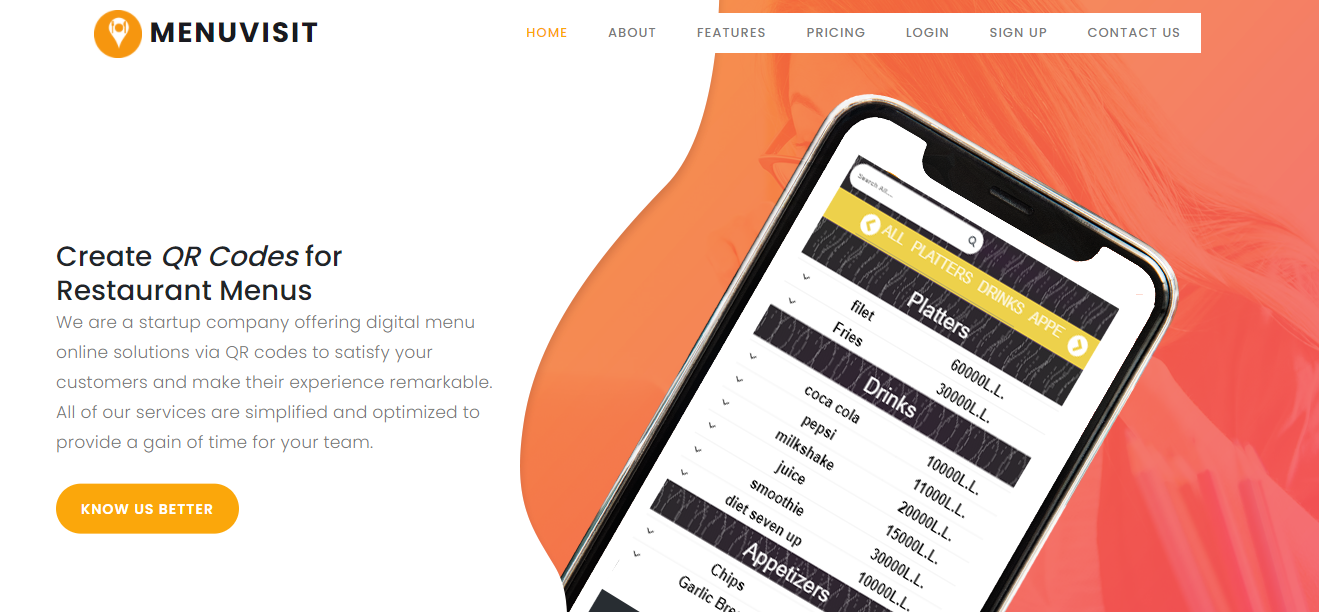 MENUVISIT
HOME ABOUT FEATURES PRICING LOGIN SIGN UP CONTACT US
Create QR Codes for
Restaurant Menus
We are a startup company offering digital menu
online solutions via QR codes to satisfy your
customers and make their experience remarkable.
All of our services are simplified and optimized to
provide a gain of time for your team.
KNOW US BETTER
Search All...
ALL PLATTERS DRINKS APPE
Platters
filet 60000L.L.
Fries 30000L.L.
Drinks
coca cola 10000L.L.
pepsi 11000L.L.
milkshake 20000L.L.
juice 15000L.L.
smoothie 30000L.L.
diet seven up 10000L.L.
Appetizers
Chips
Garlic Bre